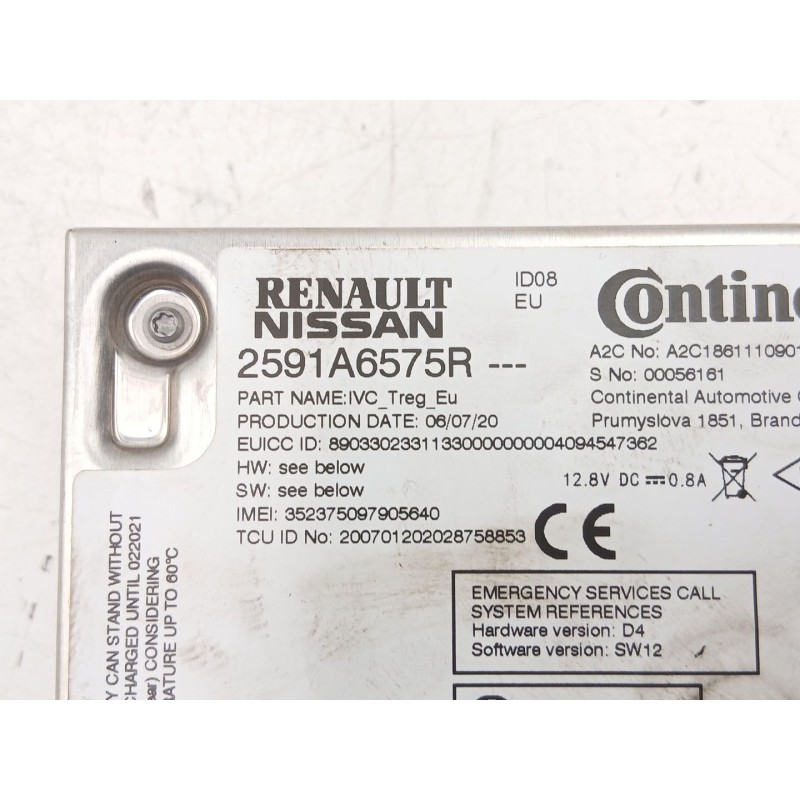 RENAULT
NISSAN
ID08
EU
Contin
2591A6575R ---
PART NAME:IVC_Treg_Eu
PRODUCTION DATE: 06/07/20
EUICC ID: 89033023311330000000004094547362
HW: see below
SW: see below
IMEI: 352375097905640
TCU ID No: 200701202028758853
A2C No: A2C1861110901
S No: 00056161
Continental Automotive
Prumyslova 1851, Brand
12.8V DC 0.8A
CE
EMERGENCY SERVICES CALL
SYSTEM REFERENCES
Hardware version: D4
Software version: SW12
Y CAN STAND WITHOUT
CHARGED UNTIL 022021
ear) CONSIDERING
ATURE UP TO 60°C